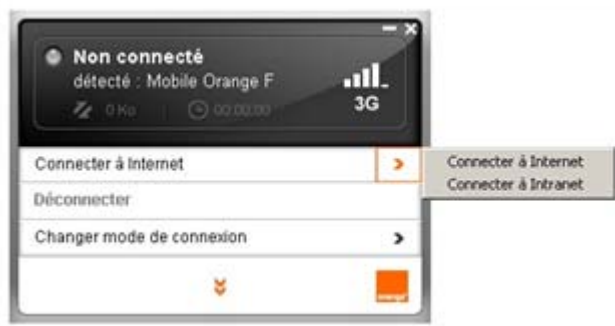 Non connecté
détecté : Mobile Orange F
0 Ko 00:00:00
3G
Connecter à Internet
Déconnecter
Changer mode de connexion
orange
Connecter à Internet
Connecter à Intranet